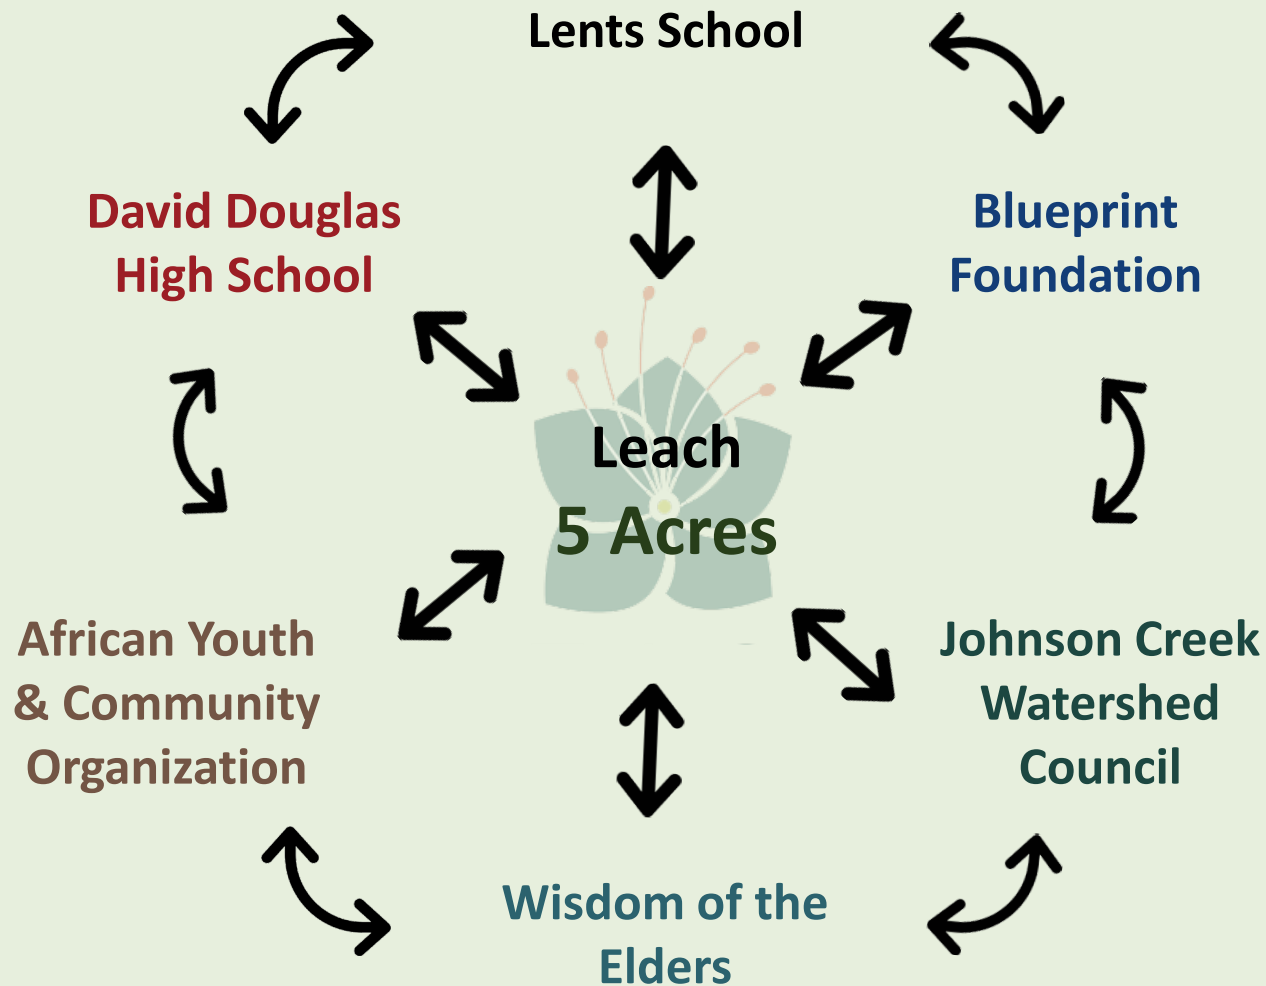 Lents School
David Douglas
High School
Blueprint
Foundation
Leach
5 Acres
African Youth
& Community
Organization
Johnson Creek
Watershed
Council
Wisdom of the
Elders